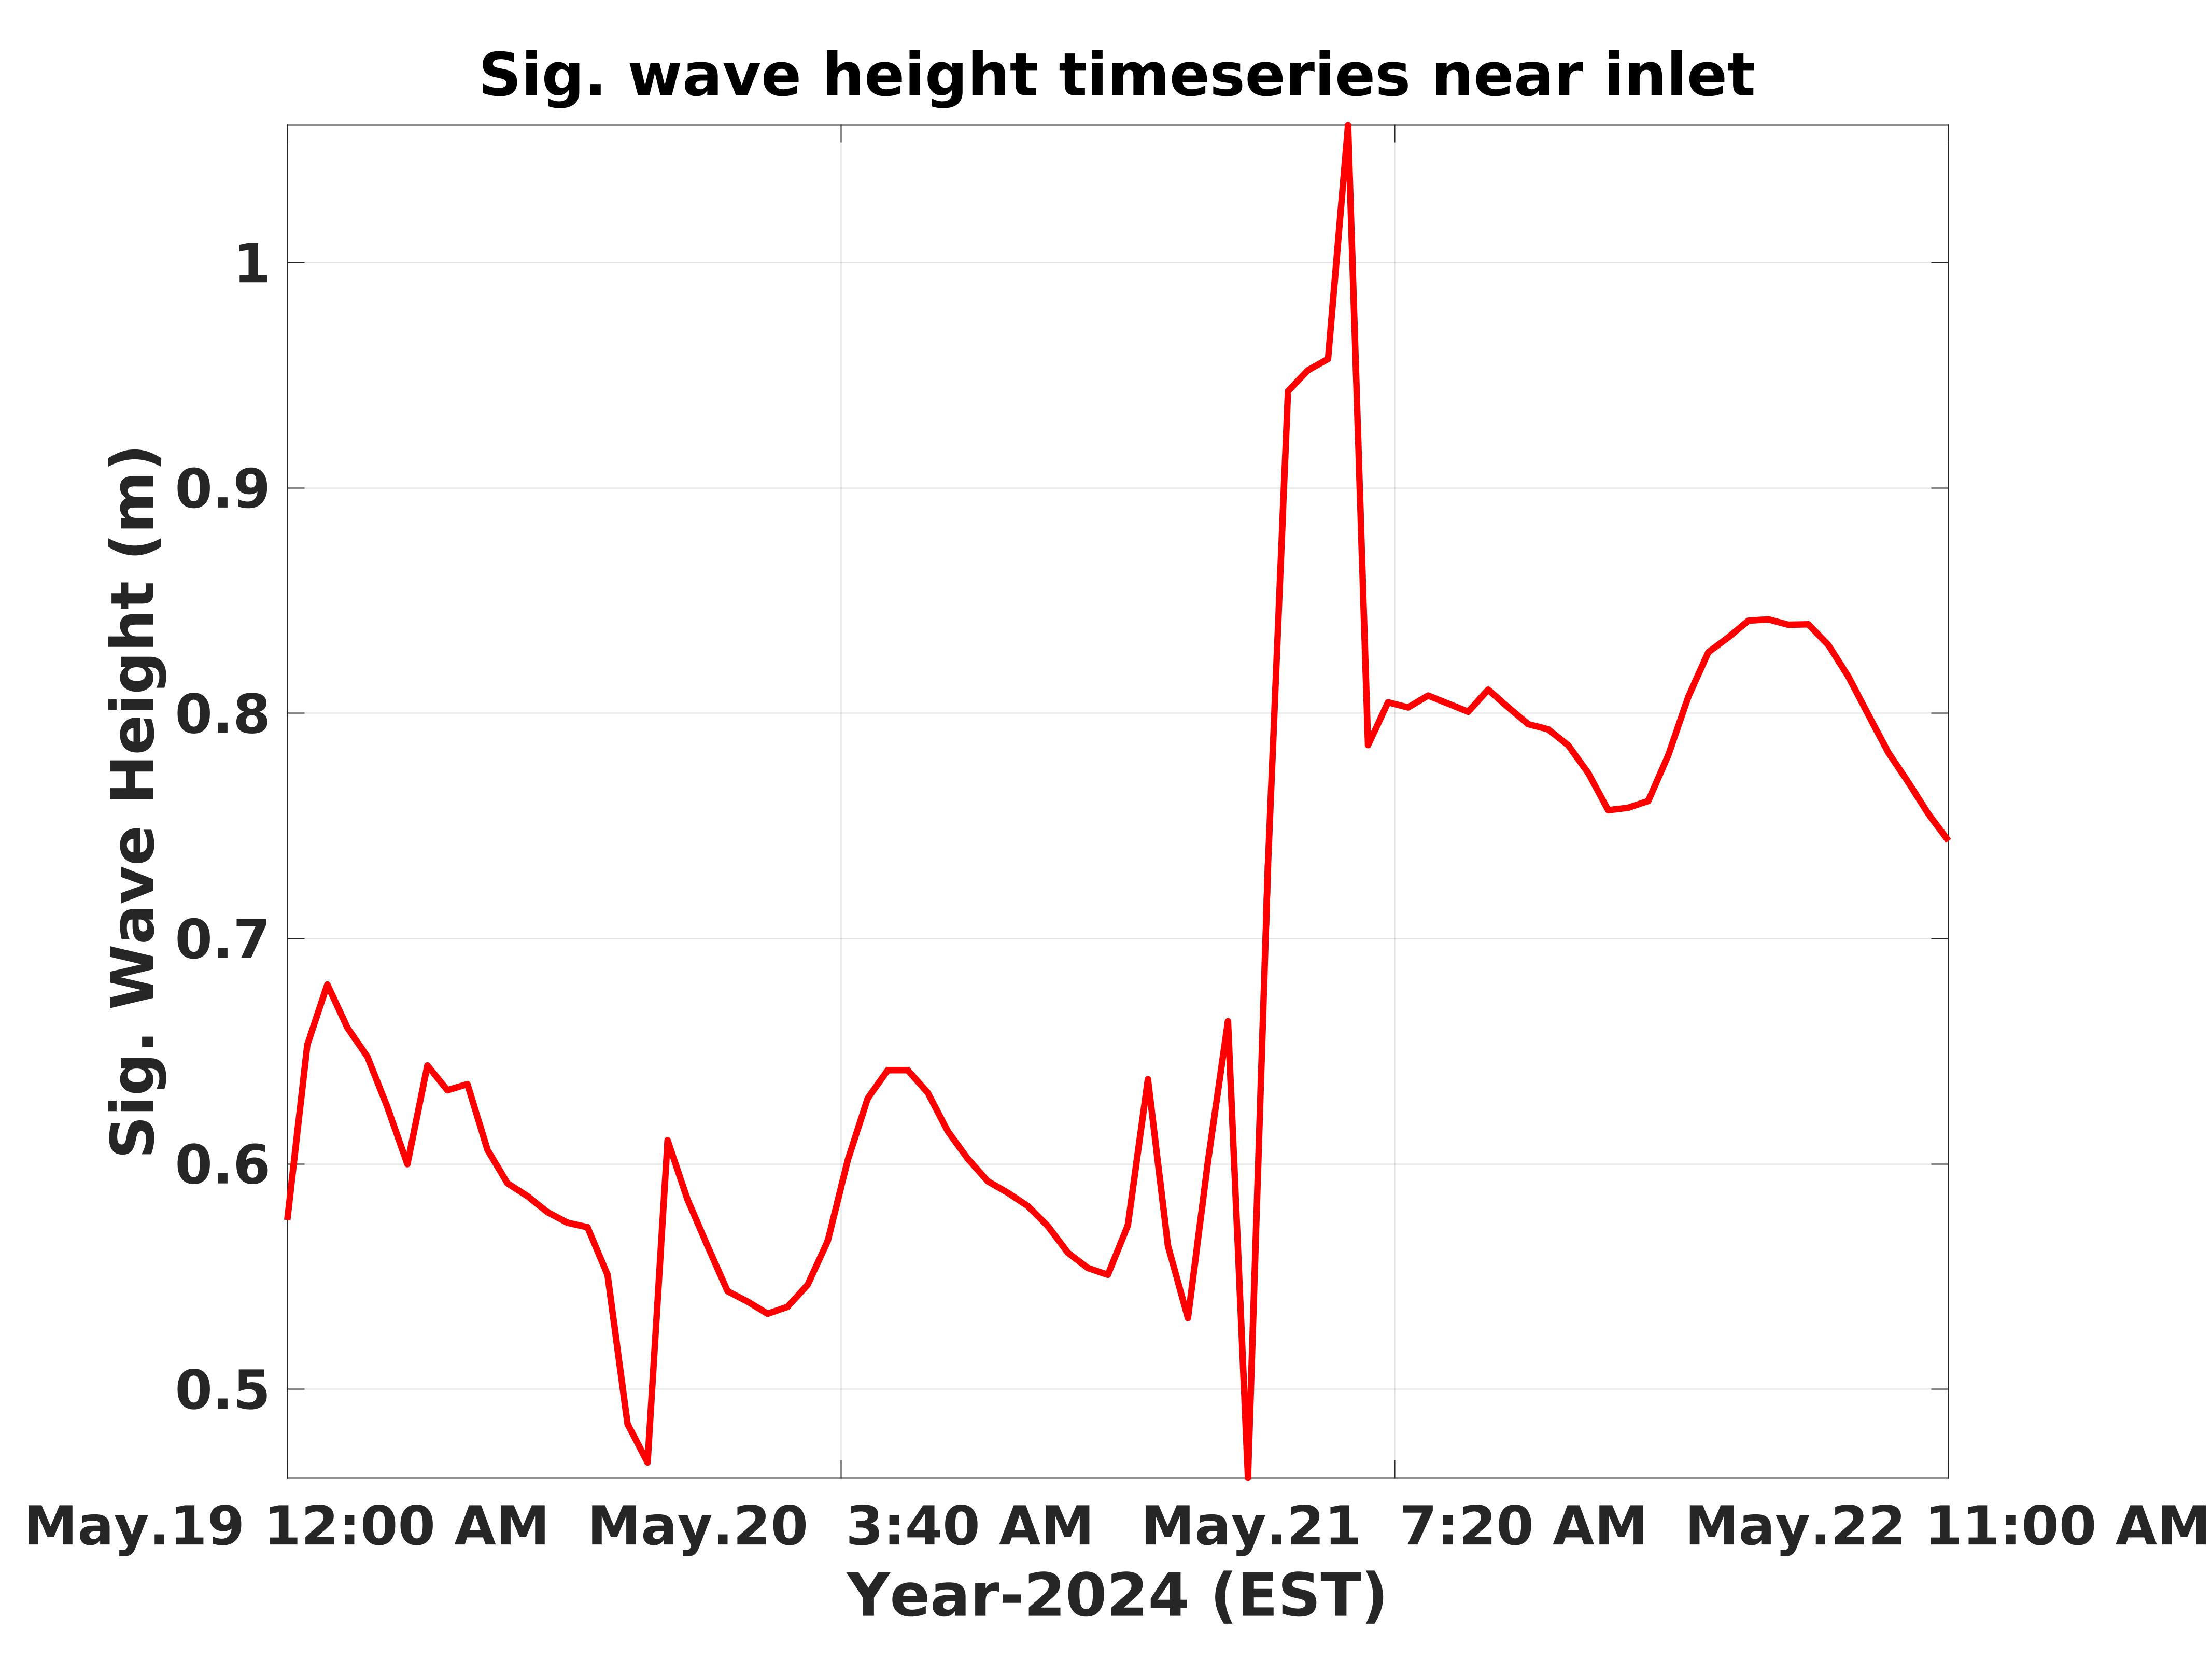 Sig. wave height timeseries near inlet
Sig. Wave Height (m)
1
0.9
0.8
0.7
0.6
0.5
May.19 12:00 AM May.20 3:40 AM May.21 7:20 AM May.22 11:00 AM
Year-2024 (EST)